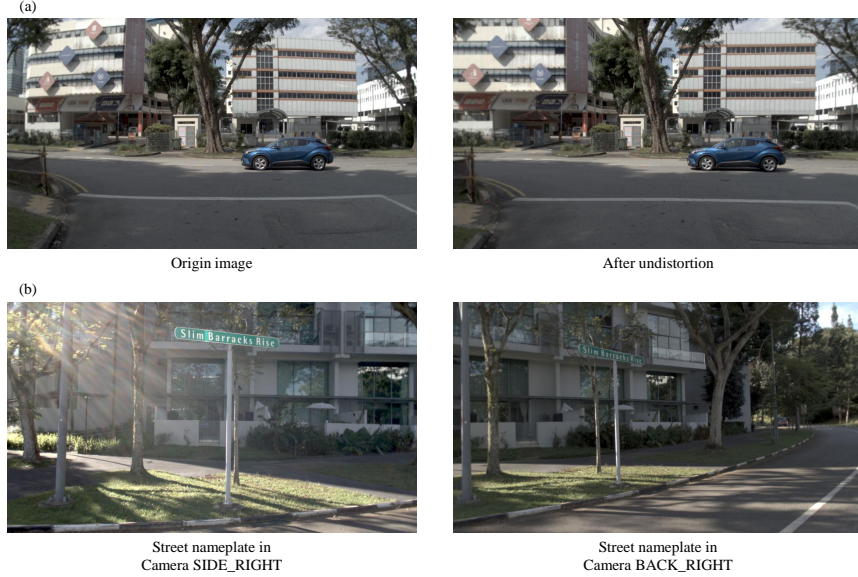 (a)
Origin image
After undistortion
(b)
Slim Barracks Rise
Slim Barracks Rise
Street nameplate in
Camera SIDE_RIGHT
Street nameplate in
Camera BACK_RIGHT